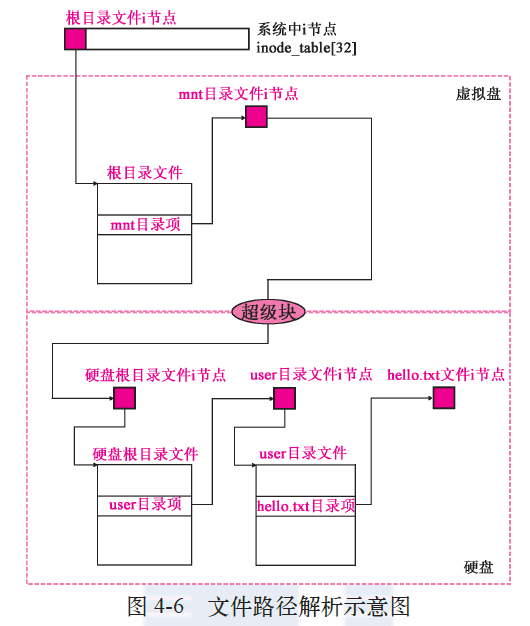 根目录文件i节点
系统中i节点
inode_table[32]
mnt目录文件i节点
虚拟盘
根目录文件
mnt目录项
超级块
硬盘根目录文件i节点
user目录文件i节点
hello.txt文件i节点
硬盘根目录文件
user目录文件
user目录项
hello.txt目录项
硬盘
图 4-6 文件路径解析示意图